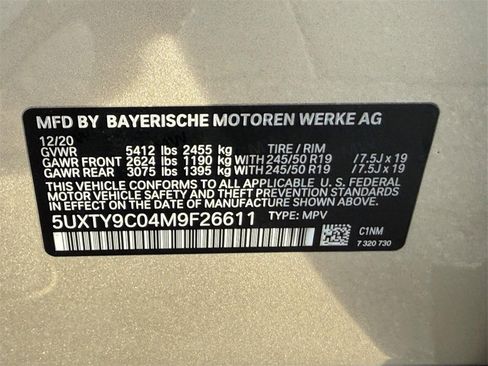 MFD BY BAYERISCHE MOTOREN WERKE AG
12/20
GVWR 5412 lbs 2455 kg TIRE / RIM
GAWR FRONT 2624 lbs 1190 kg WITH 245/50 R19 /7.5J x 19
GAWR REAR 3075 lbs 1395 kg WITH 245/50 R19 /7.5J x 19
THIS VEHICLE CONFORMS TO ALL APPLICABLE U. S. FEDERAL
MOTOR VEHICLE SAFETY AND THEFT PREVENTION STANDARDS
IN EFFECT ON THE DATE OF MANUFACTURE SHOWN ABOVE.
5UXTY9C04M9F26611 TYPE: MPV
C1NM
7 320 730